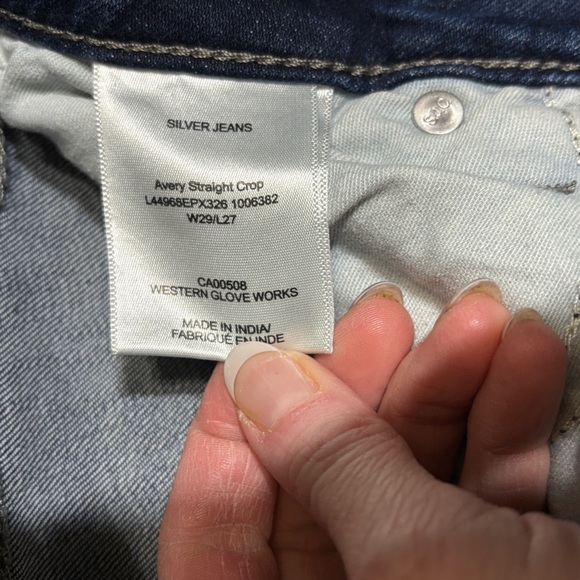 SILVER JEANS
Avery Straight Crop
L44968EPX326 1006382
W29/L27
CA00508
WESTERN GLOVE WORKS
MADE IN INDIA/
FABRIQUÉ EN INDE